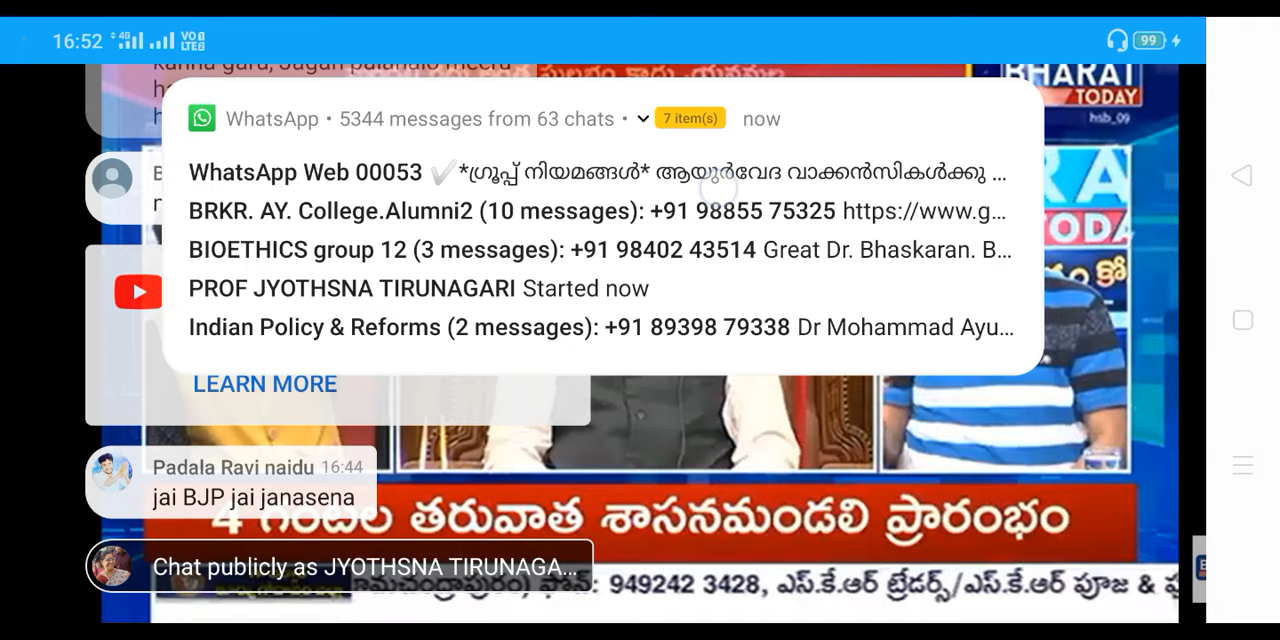 16:52 4G VO LTE2 99
BHARAT
TODAY
hsb_09
WhatsApp • 5344 messages from 63 chats • 7 item(s) now
WhatsApp Web 00053 ✔*ഗ്രൂപ്പ് നിയമങ്ങൾ* ആയുർവേദ വാക്കൻസികൾക്കു ...
BRKR. AY. College.Alumni2 (10 messages): +91 98855 75325 https://www.g...
BIOETHICS group 12 (3 messages): +91 98402 43514 Great Dr. Bhaskaran. B...
PROF JYOTHSNA TIRUNAGARI Started now
Indian Policy & Reforms (2 messages): +91 89398 79338 Dr Mohammad Ayu...
LEARN MORE
Padala Ravi naidu 16:44
jai BJP jai janasena
4 గంటల తరువాత శాసనమండలి ప్రారంభం
Chat publicly as JYOTHSNA TIRUNAGA...
ఫోన్: 949242 3428, ఎస్.కే.ఆర్ ట్రేడర్స్/ఎస్.కే.ఆర్ పూజ &